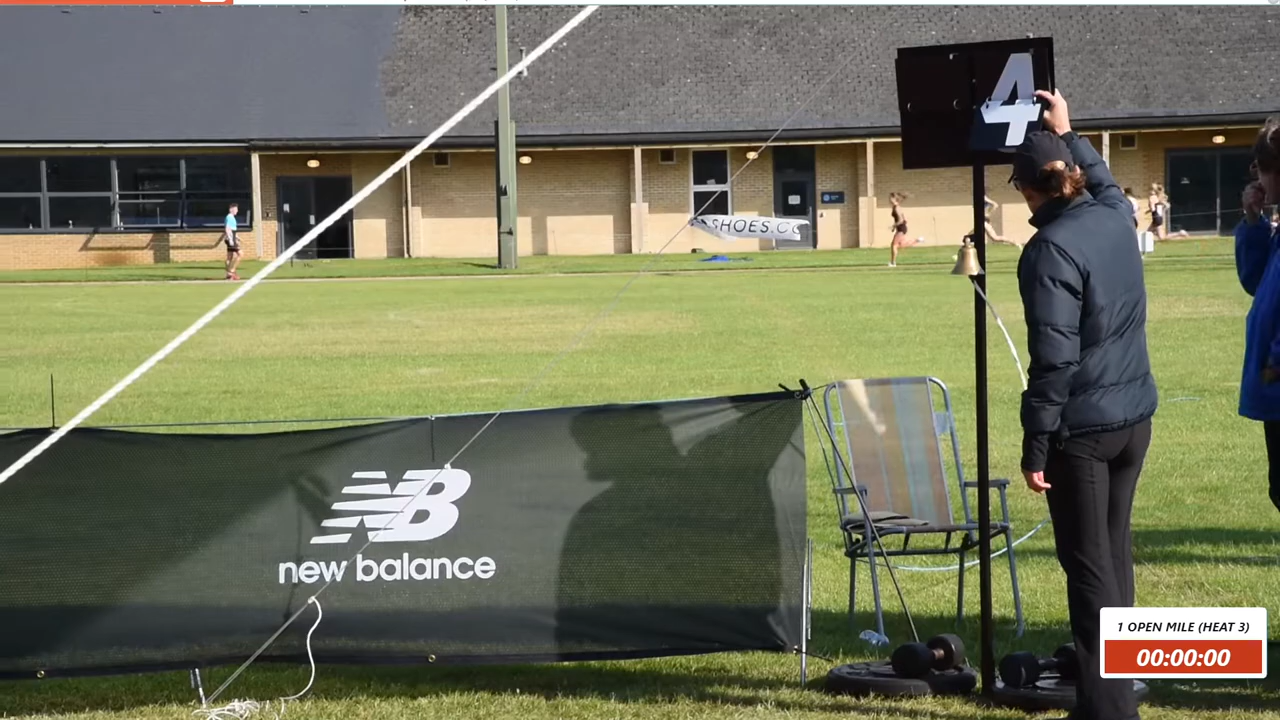 4
SHOES.CO
NB
new balance
1 OPEN MILE (HEAT 3)
00:00:00